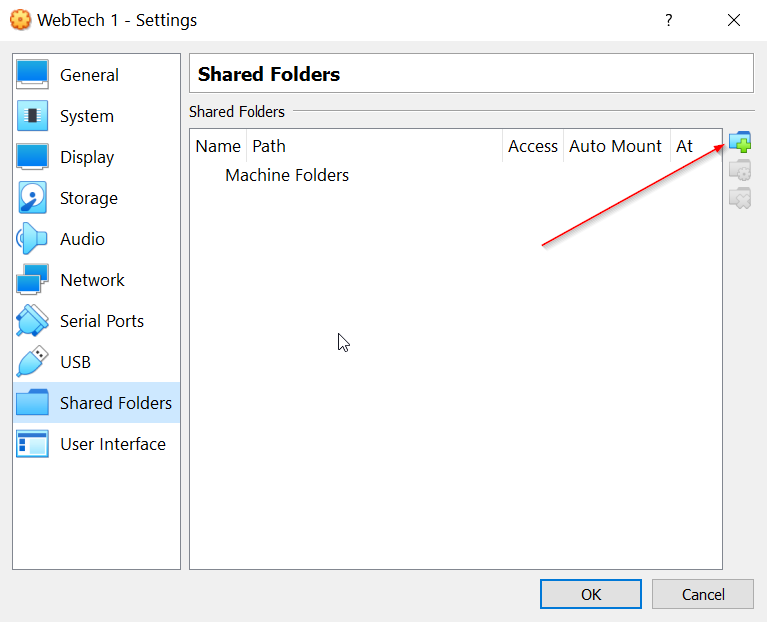 WebTech 1 - Settings
?
General
System
Display
Storage
Audio
Network
Serial Ports
USB
Shared Folders
User Interface
Shared Folders
Shared Folders
Name Path Access Auto Mount At
Machine Folders
OK Cancel